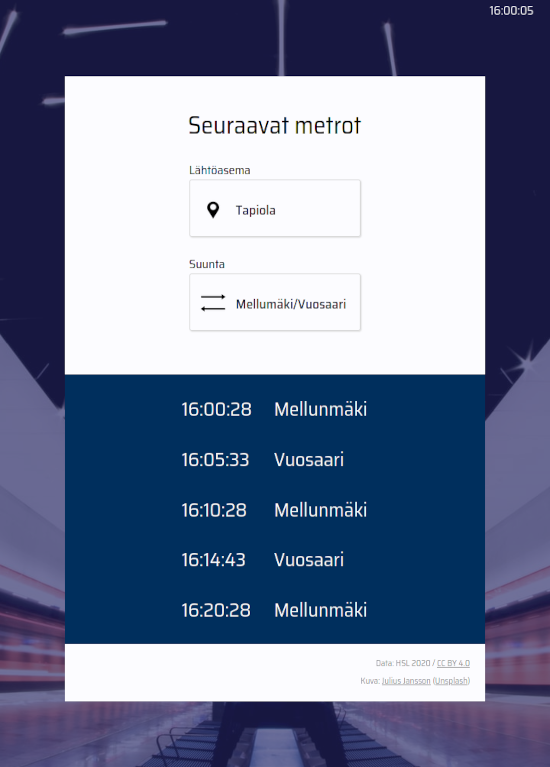 16:00:05
Seuraavat metrot
Lähtöasema
Tapiola
Suunta
Mellumäki/Vuosaari
16:00:28 Mellunmäki
16:05:33 Vuosaari
16:10:28 Mellunmäki
16:14:43 Vuosaari
16:20:28 Mellunmäki
Data: HSL 2020 / CC BY 4.0
Kuva: Julius Jansson (Unsplash)